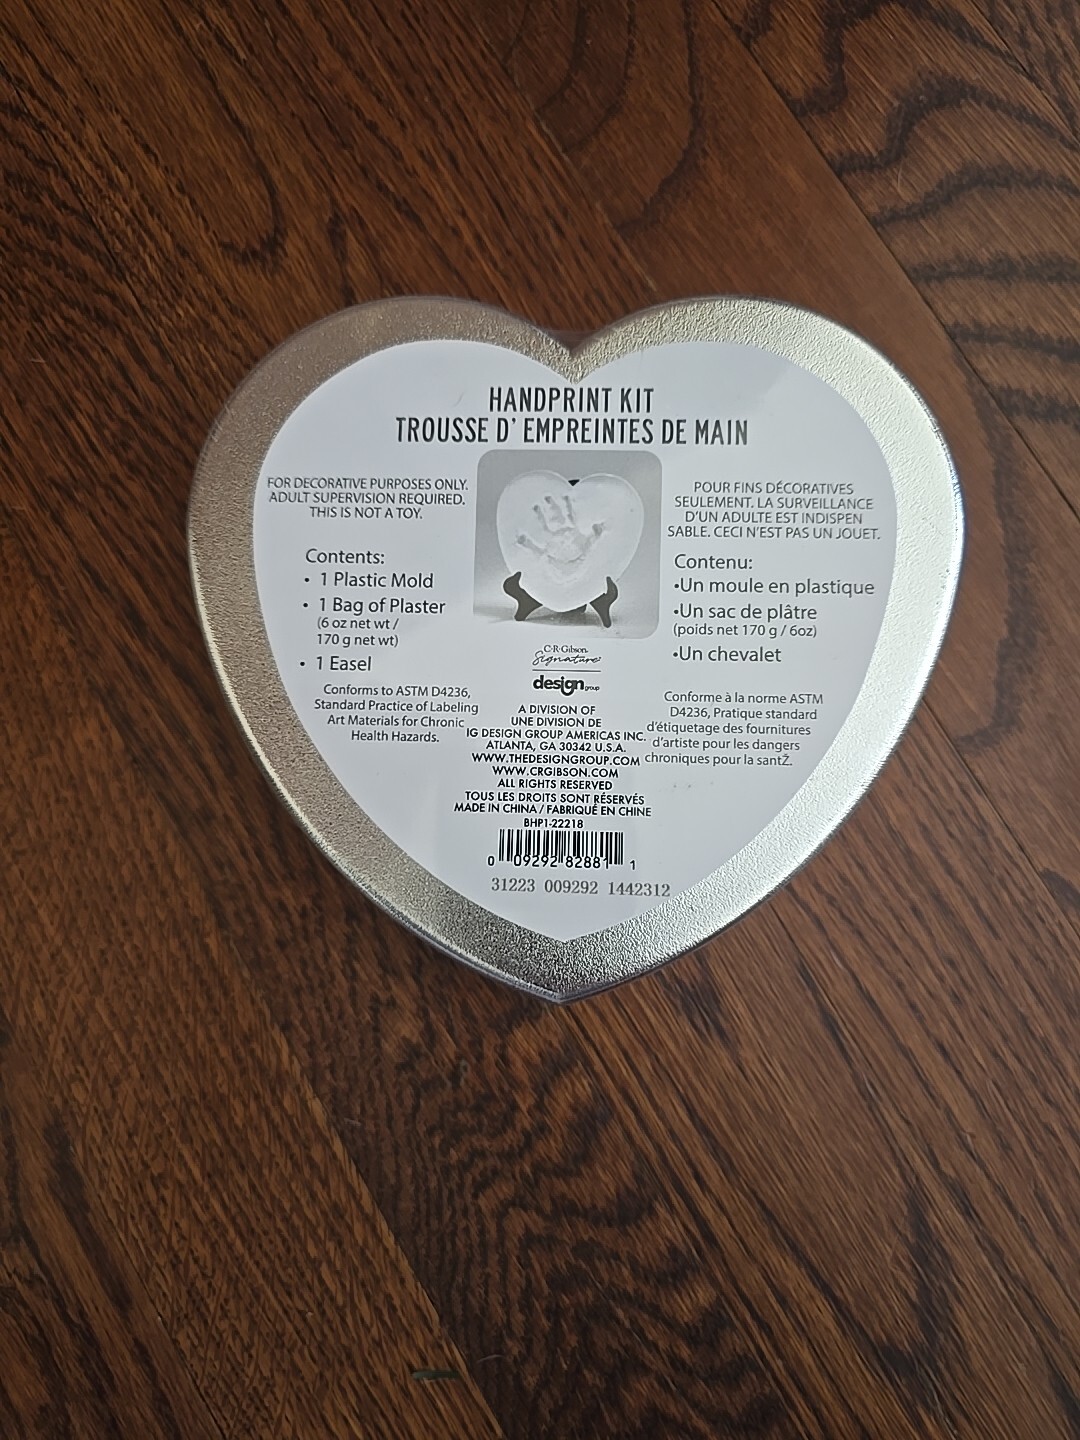 HANDPRINT KIT
TROUSSE D' EMPREINTES DE MAIN
FOR DECORATIVE PURPOSES ONLY.
ADULT SUPERVISION REQUIRED.
THIS IS NOT A TOY.
Contents:
• 1 Plastic Mold
• 1 Bag of Plaster
(6 oz net wt /
170 g net wt)
• 1 Easel
Conforms to ASTM D4236,
Standard Practice of Labeling
Art Materials for Chronic
Health Hazards.
POUR FINS DÉCORATIVES
SEULEMENT. LA SURVEILLANCE
D'UN ADULTE EST INDISPEN
SABLE. CECI N'EST PAS UN JOUET.
Contenu:
•Un moule en plastique
•Un sac de plâtre
(poids net 170 g / 6oz)
•Un chevalet
Conforme à la norme ASTM
D4236, Pratique standard
d'étiquetage des fournitures
d'artiste pour les dangers
chroniques pour la santŽ.
C·R·Gibson.
Signature
design group
A DIVISION OF
UNE DIVISION DE
IG DESIGN GROUP AMERICAS INC.
ATLANTA, GA 30342 U.S.A.
WWW.THEDESIGNGROUP.COM
WWW.CRGIBSON.COM
ALL RIGHTS RESERVED
TOUS LES DROITS SONT RÉSERVÉS
MADE IN CHINA / FABRIQUÉ EN CHINE
BHP1-22218
0 09292 82881 1
31223 009292 1442312